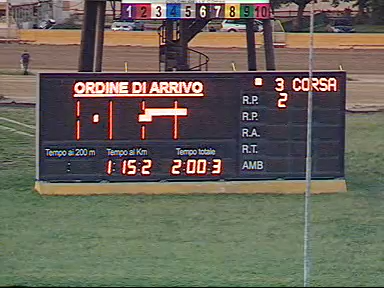 1 2 3 4 5 6 7 8 9 10
ORDINE DI ARRIVO 3 CORSA
R.P. 2
R.P.
R.A.
R.T.
AMB
Tempo ai 200 m Tempo al Km Tempo totale
: 1:15:2 2:00:3